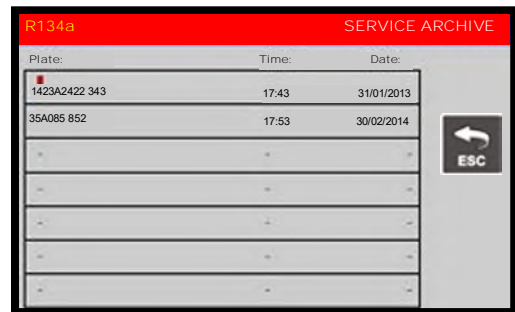 R134a SERVICE ARCHIVE
Plate: Time: Date:
1423A2422 343 17:43 31/01/2013
35A085 852 17:53 30/02/2014
- - -
ESC
- - -
- - -
- - -
- - -